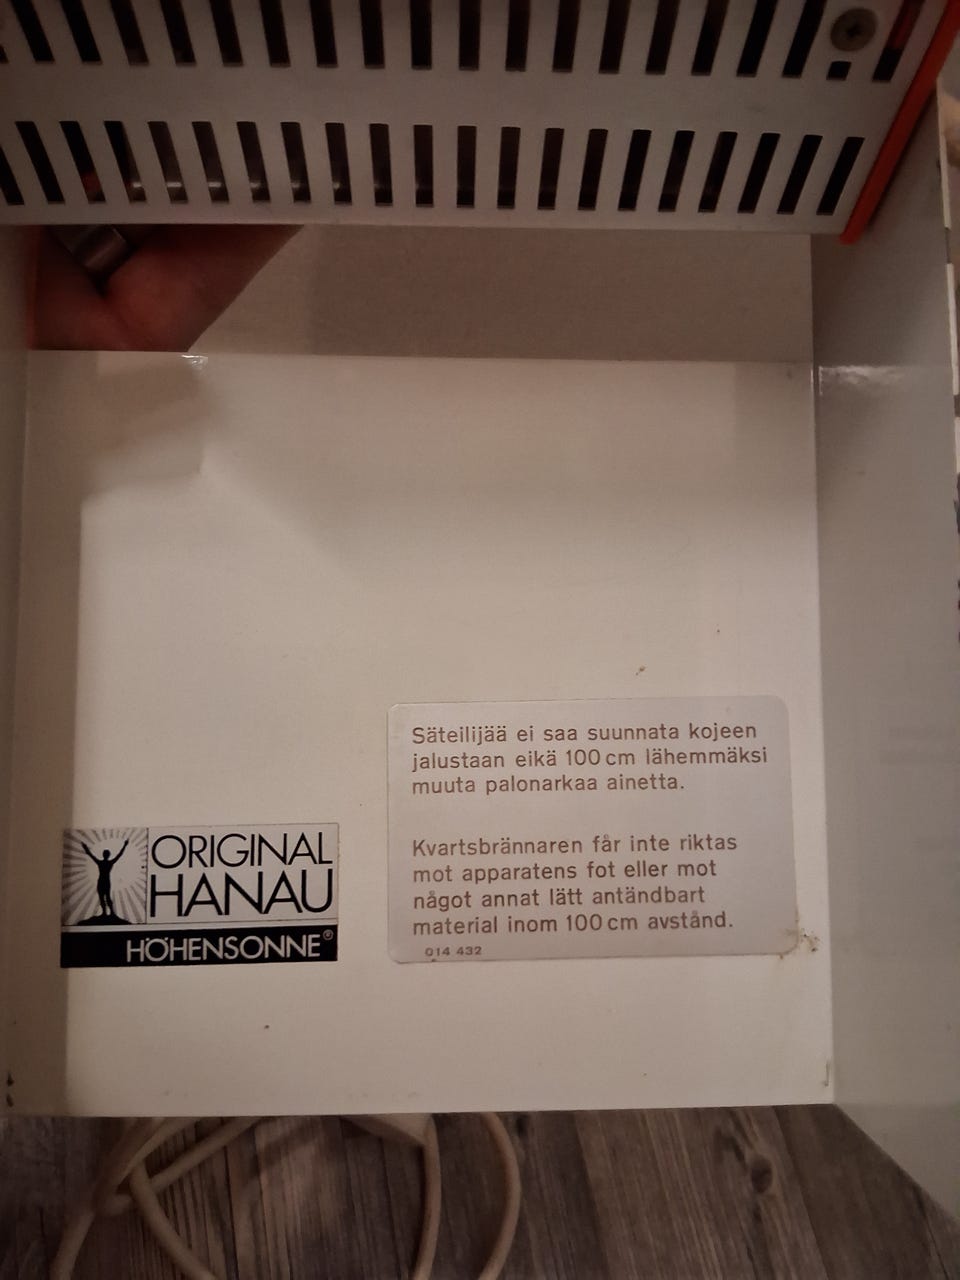 Säteilijää ei saa suunnata kojeen
jalustaan eikä 100 cm lähemmäksi
muuta palonarkaa ainetta.
Kvartsbrännaren får inte riktas
mot apparatens fot eller mot
något annat lätt antändbart
material inom 100 cm avstånd.
014 432
ORIGINAL
HANAU
HÖHENSONNE®